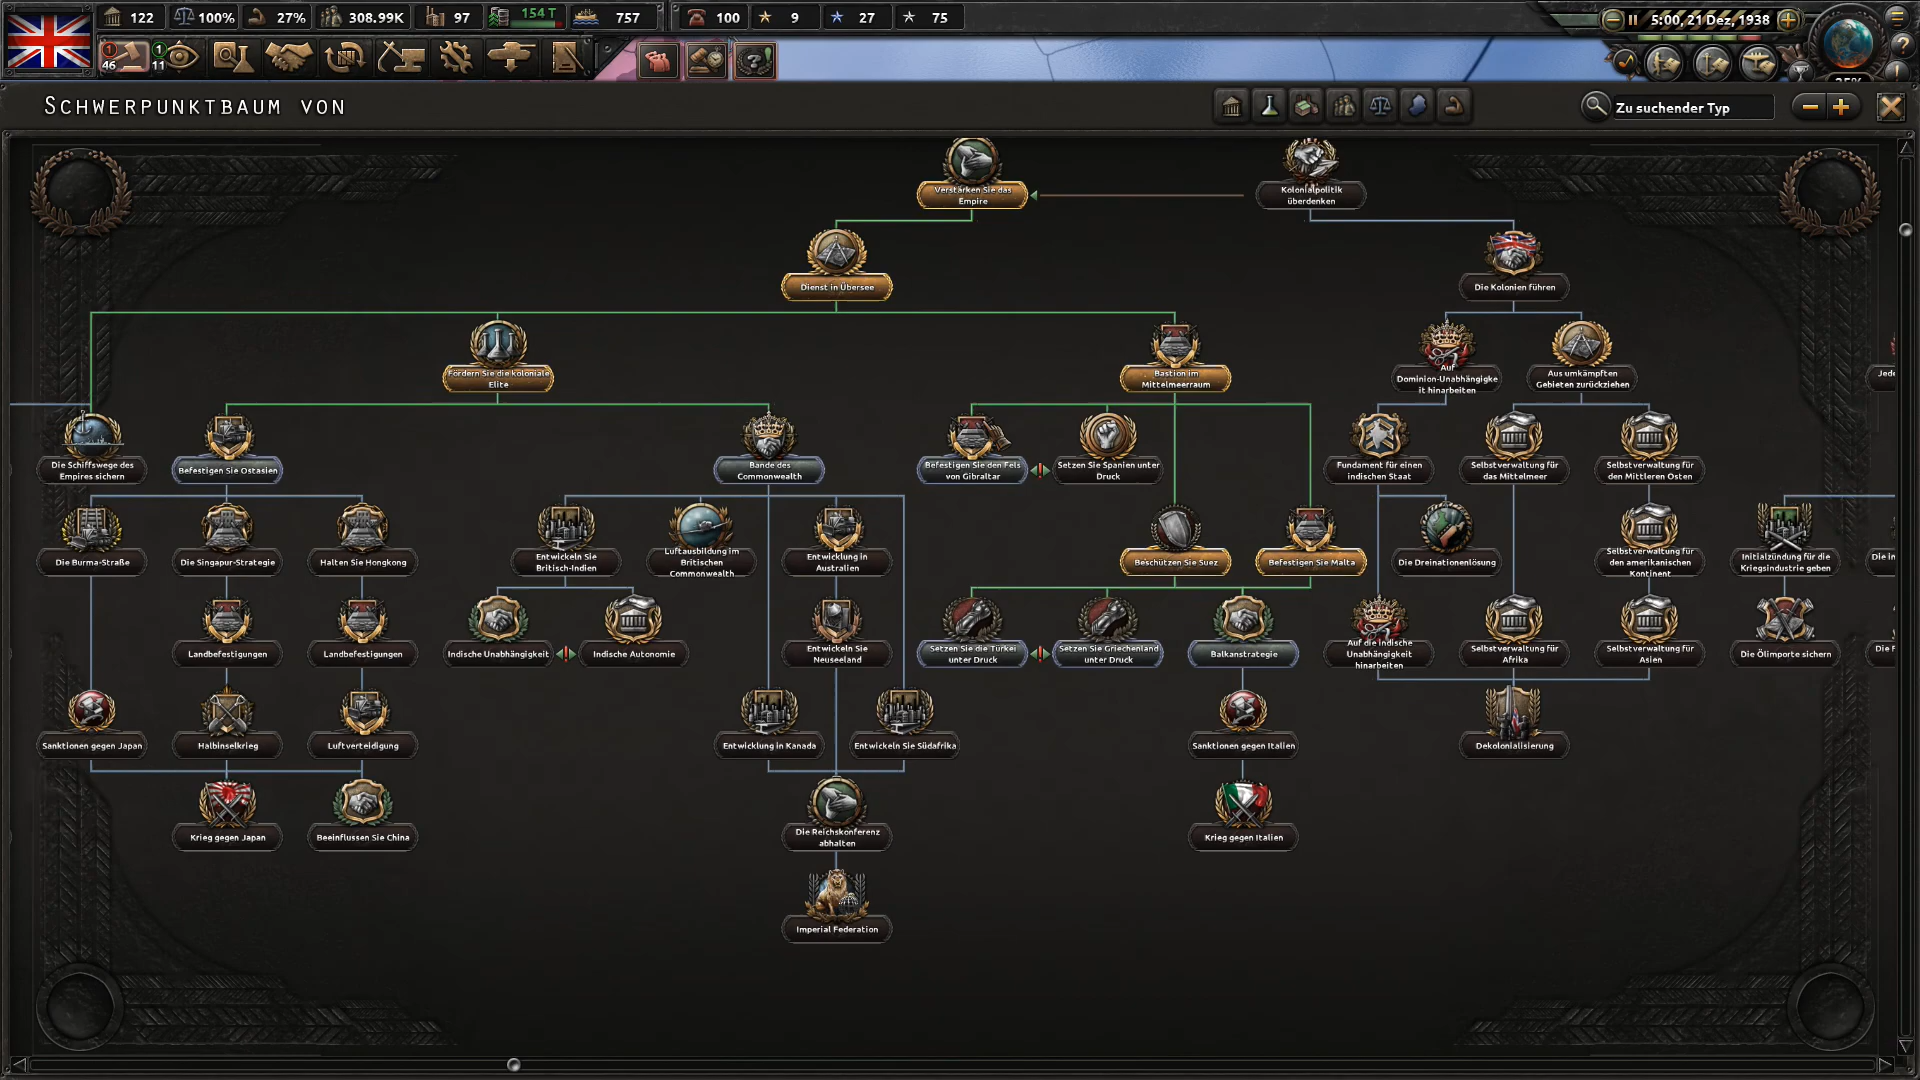 122
100%
27%
308.99K
97
154 T
757
100
9
27
75
5:00, 21 Dez, 1938
1
46
1
11
25%
SCHWERPUNKTBAUM VON
Zu suchender Typ
Verstärken Sie das
Empire
Kolonialpolitik
überdenken
Dienst in Übersee
Die Kolonien führen
Fördern Sie die koloniale
Elite
Bastion im
Mittelmeerraum
Auf
Dominion-Unabhängigke
it hinarbeiten
Aus umkämpften
Gebieten zurückziehen
Jede
Die Schiffswege des
Empires sichern
Befestigen Sie Ostasien
Bande des
Commonwealth
Befestigen Sie den Fels
von Gibraltar
Setzen Sie Spanien unter
Druck
Fundament für einen
indischen Staat
Selbstverwaltung für
das Mittelmeer
Selbstverwaltung für
den Mittleren Osten
Die Burma-Straße
Die Singapur-Strategie
Halten Sie Hongkong
Entwickeln Sie
Britisch-Indien
Luftausbildung im
Britischen
Commonwealth
Entwicklung in
Australien
Beschützen Sie Suez
Befestigen Sie Malta
Die Dreinationenlösung
Selbstverwaltung für
den amerikanischen
Kontinent
Initialzündung für die
Kriegsindustrie geben
Die in
Landbefestigungen
Landbefestigungen
Indische Unabhängigkeit
Indische Autonomie
Entwickeln Sie
Neuseeland
Setzen Sie die Türkei
unter Druck
Setzen Sie Griechenland
unter Druck
Balkanstrategie
Auf die Indische
Unabhängigkeit
hinarbeiten
Selbstverwaltung für
Afrika
Selbstverwaltung für
Asien
Die Ölimporte sichern
Sanktionen gegen Japan
Halbinselkrieg
Luftverteidigung
Entwicklung in Kanada
Entwickeln Sie Südafrika
Sanktionen gegen Italien
Dekolonialisierung
Krieg gegen Japan
Beeinflussen Sie China
Die Reichskonferenz
abhalten
Krieg gegen Italien
Imperial Federation